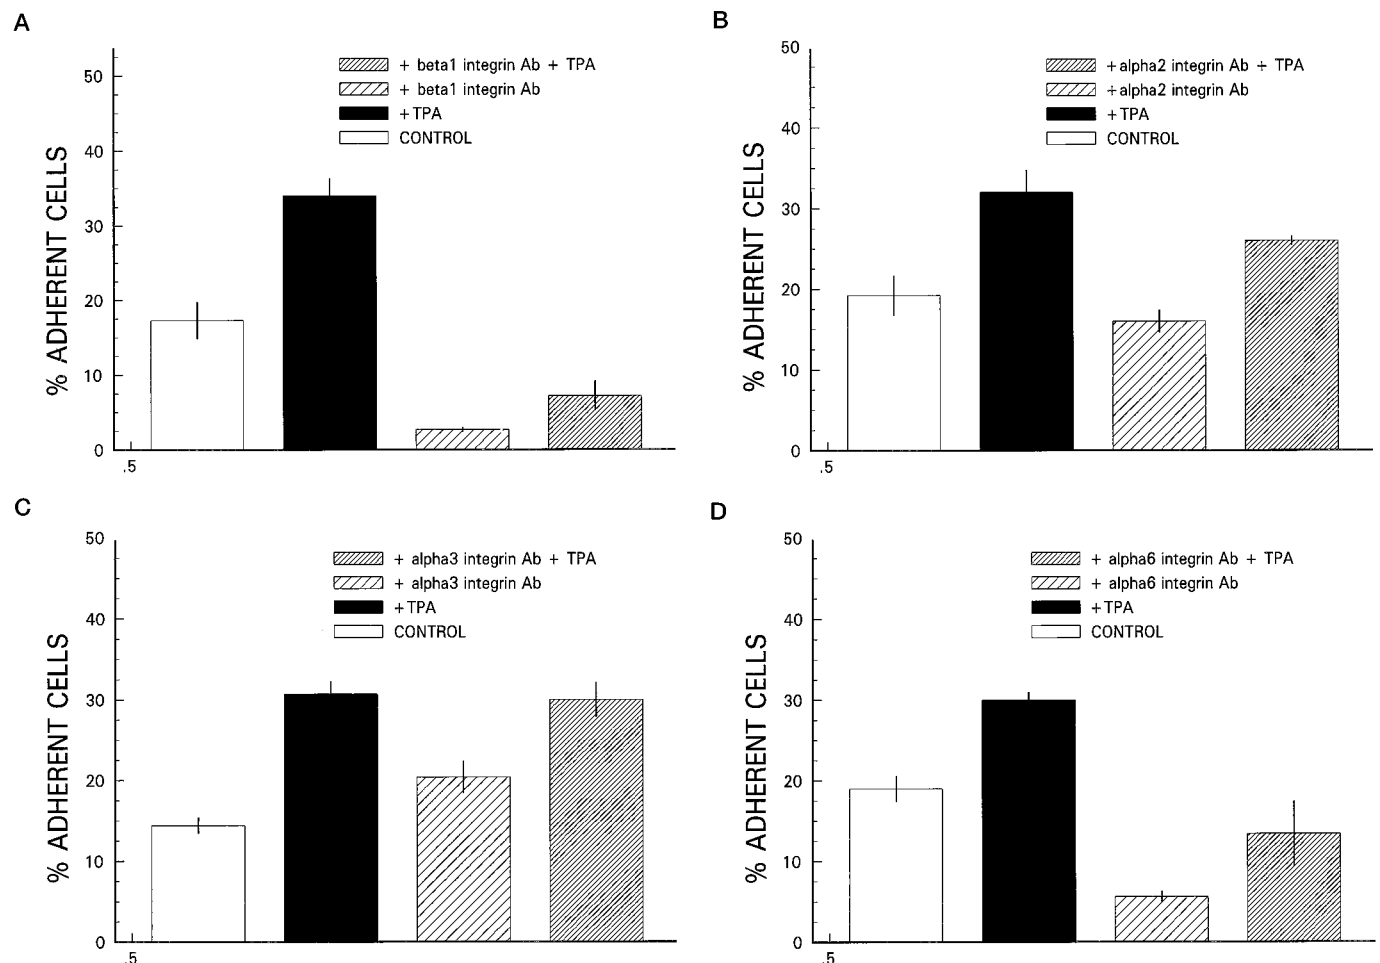 A
% ADHERENT CELLS
50
40
30
20
10
0
.5
+ beta1 integrin Ab + TPA
+ beta1 integrin Ab
+TPA
CONTROL
B
% ADHERENT CELLS
50
40
30
20
10
0
.5
+alpha2 integrin Ab + TPA
+alpha2 integrin Ab
+TPA
CONTROL
C
% ADHERENT CELLS
50
40
30
20
10
0
.5
+ alpha3 integrin Ab + TPA
+ alpha3 integrin Ab
+TPA
CONTROL
D
% ADHERENT CELLS
50
40
30
20
10
0
.5
+ alpha6 integrin Ab + TPA
+ alpha6 integrin Ab
+TPA
CONTROL